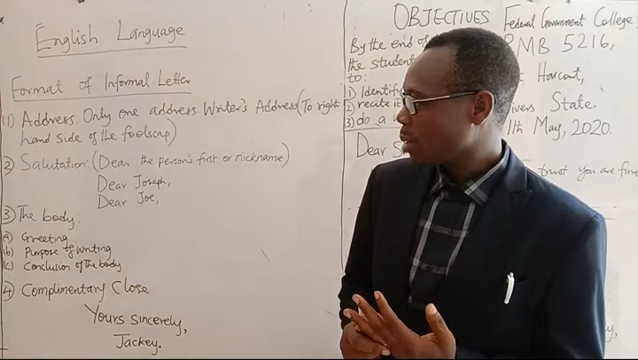 English Language
Format of Informal Letter
(1) Address. Only one address. Writer's Address (To right
hand side of the foolscap)
2) Salutation: (Dear the person's first or nickname)
Dear Joseph,
Dear Joe,
3) The body.
(a) Greeting
(b) Purpose of Writing
(c) Conclusion of the body
4) Complimentary Close
Yours sincerely,
Jackey.
OBJECTIVES
By the end of
the student
to:
1) Identif
2) recite it
3) do a
Federal Government College,
PMB 5216,
Harcourt,
ivers State.
11th May, 2020.
Dear S
trust you are fine